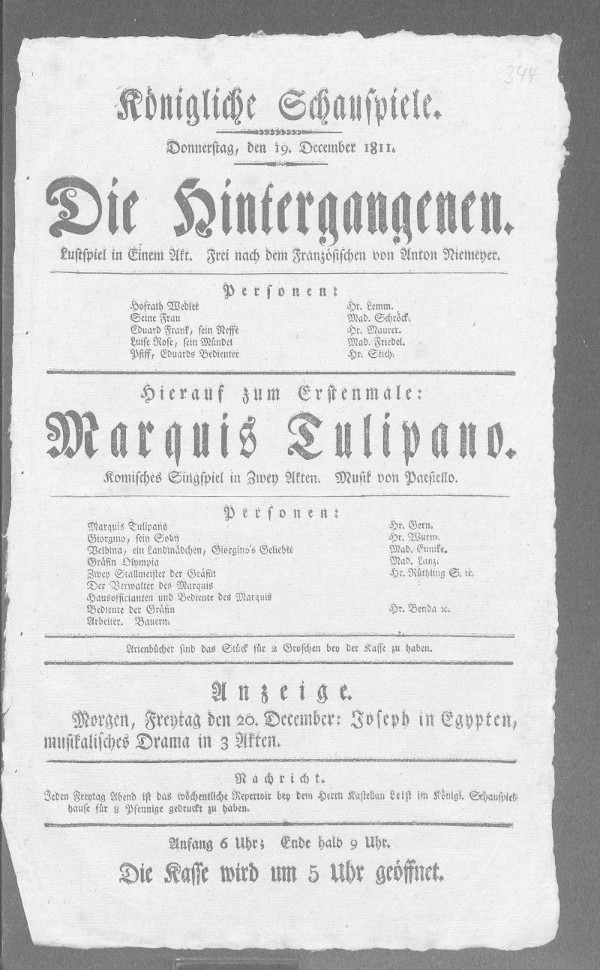 344
Königliche Schauspiele.
Donnerstag, den 19. December 1811.
Die Hintergangenen.
Lustspiel in Einem Akt. Frei nach dem Französischen von Anton Niemeyer.
Personen:
Hofrath Wedler Hr. Lemm.
Seine Frau Mad. Schröck.
Eduard Frank, sein Neffe Hr. Maurer.
Luise Rose, sein Mündel Mad. Friedel.
Pfiff, Eduards Bedienter Hr. Stich.
Hierauf zum Erstenmale:
Marquis Tulipano.
Komisches Singspiel in Zwey Akten. Musik von Paesiello.
Personen:
Marquis Tulipano Hr. Gern.
Giorgino, sein Sohn Hr. Wurm.
Velbina, ein Landmädchen, Giorgino's Geliebte Mad. Eunike.
Gräfin Olympia Mad. Lanz.
Zwey Stallmeister der Gräfin Hr. Rüthling S. ic.
Der Verwalter des Marquis
Hausofficianten und Bediente des Marquis
Bediente der Gräfin Hr. Benda ic.
Arbeiter. Bauern.
Arienbücher sind das Stück für 2 Groschen bey der Kasse zu haben.
Anzeige.
Morgen, Freytag den 20. December: Joseph in Egypten,
musikalisches Drama in 3 Akten.
Nachricht.
Jeden Freytag Abend ist das wöchentliche Repertoir bey dem Herrn Kastellan Leist im Königl. Schauspiel-
hause für 8 Pfennige gedruckt zu haben.
Anfang 6 Uhr; Ende halb 9 Uhr.
Die Kasse wird um 5 Uhr geöffnet.